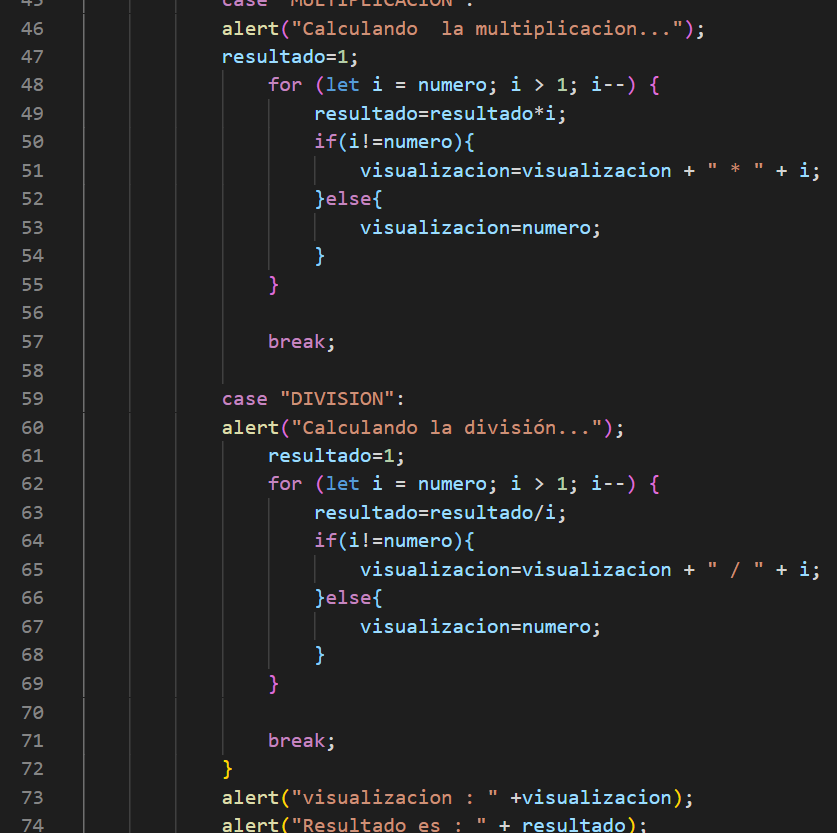 45 case "MULTIPLICACION":
46 alert("Calculando  la multiplicacion...");
47 resultado=1;
48 for (let i = numero; i > 1; i--) {
49 resultado=resultado*i;
50 if(i!=numero){
51 visualizacion=visualizacion + " * " + i;
52 }else{
53 visualizacion=numero;
54 }
55 }
56
57 break;
58
59 case "DIVISION":
60 alert("Calculando la división...");
61 resultado=1;
62 for (let i = numero; i > 1; i--) {
63 resultado=resultado/i;
64 if(i!=numero){
65 visualizacion=visualizacion + " / " + i;
66 }else{
67 visualizacion=numero;
68 }
69 }
70
71 break;
72 }
73 alert("visualizacion : " +visualizacion);
74 alert("Resultado es : " + resultado);